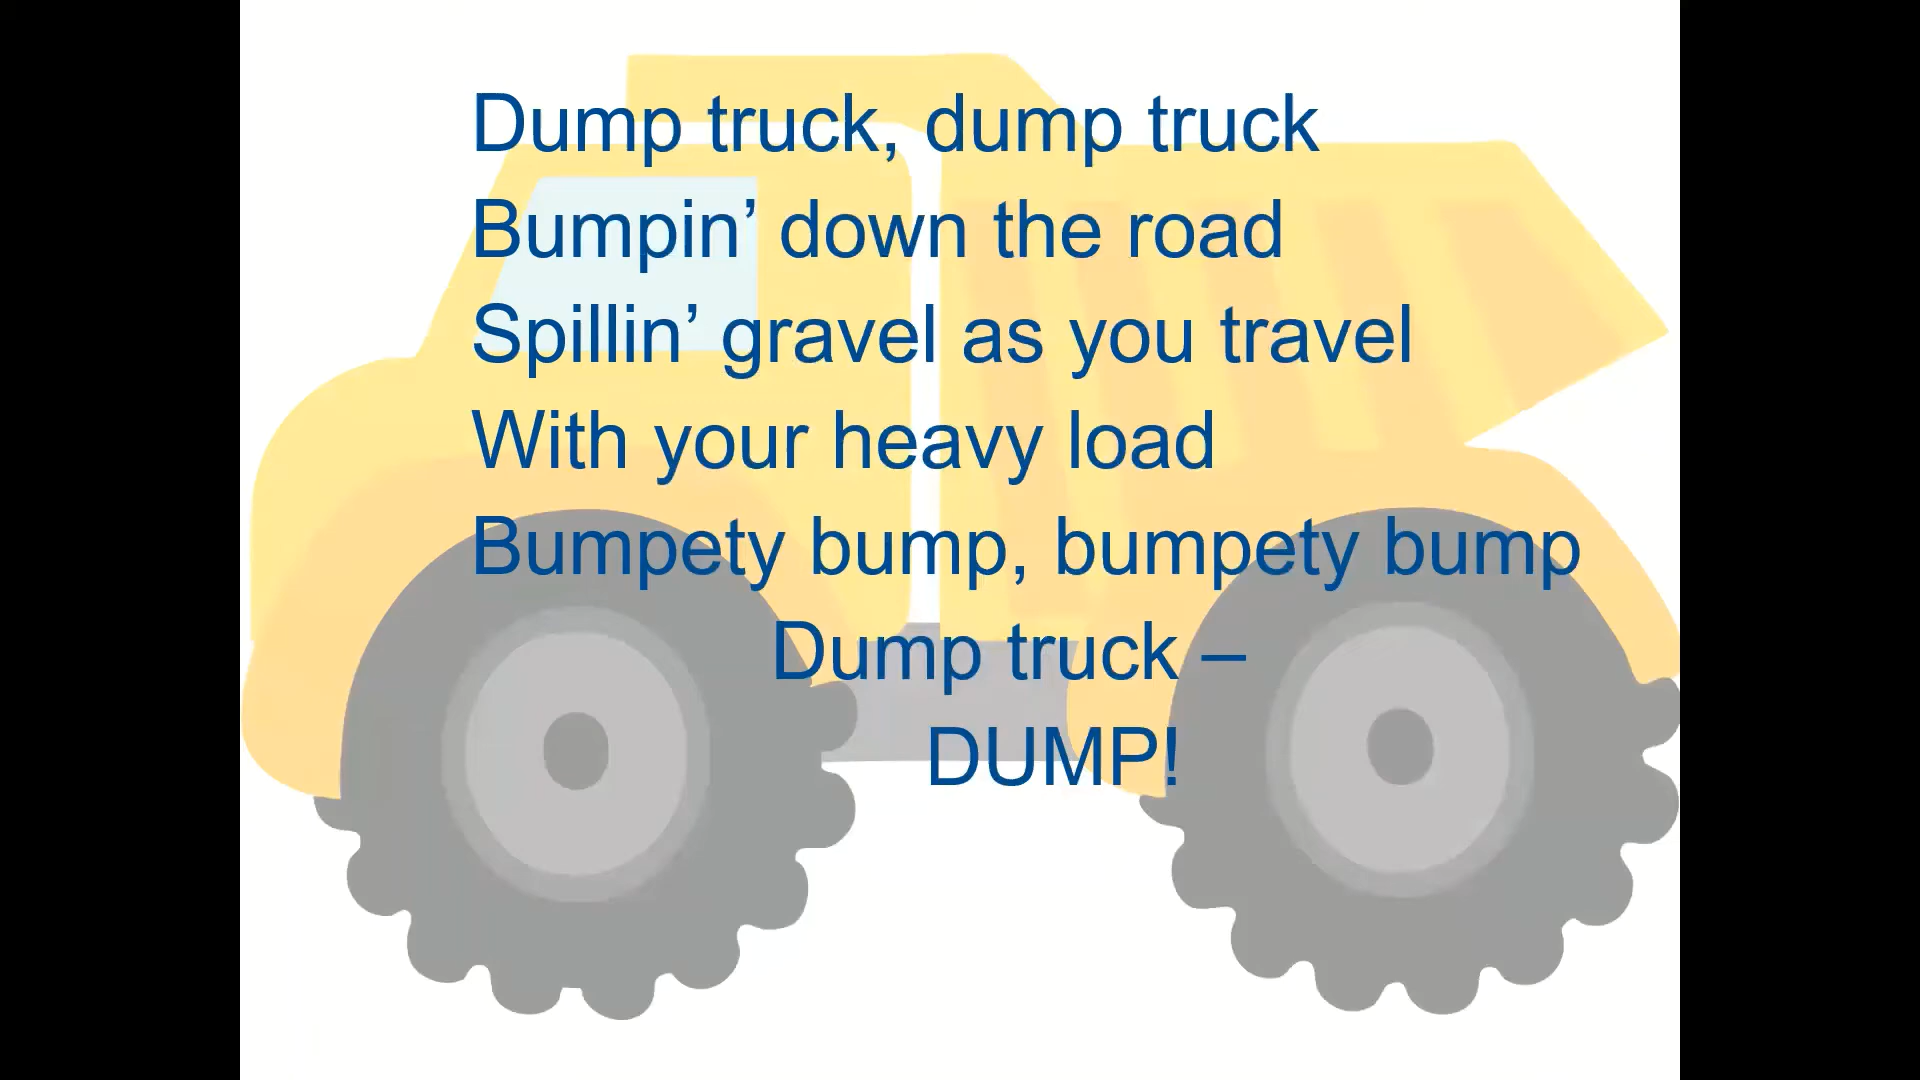 Dump truck, dump truck
Bumpin’ down the road
Spillin’ gravel as you travel
With your heavy load
Bumpety bump, bumpety bump
Dump truck –
DUMP!